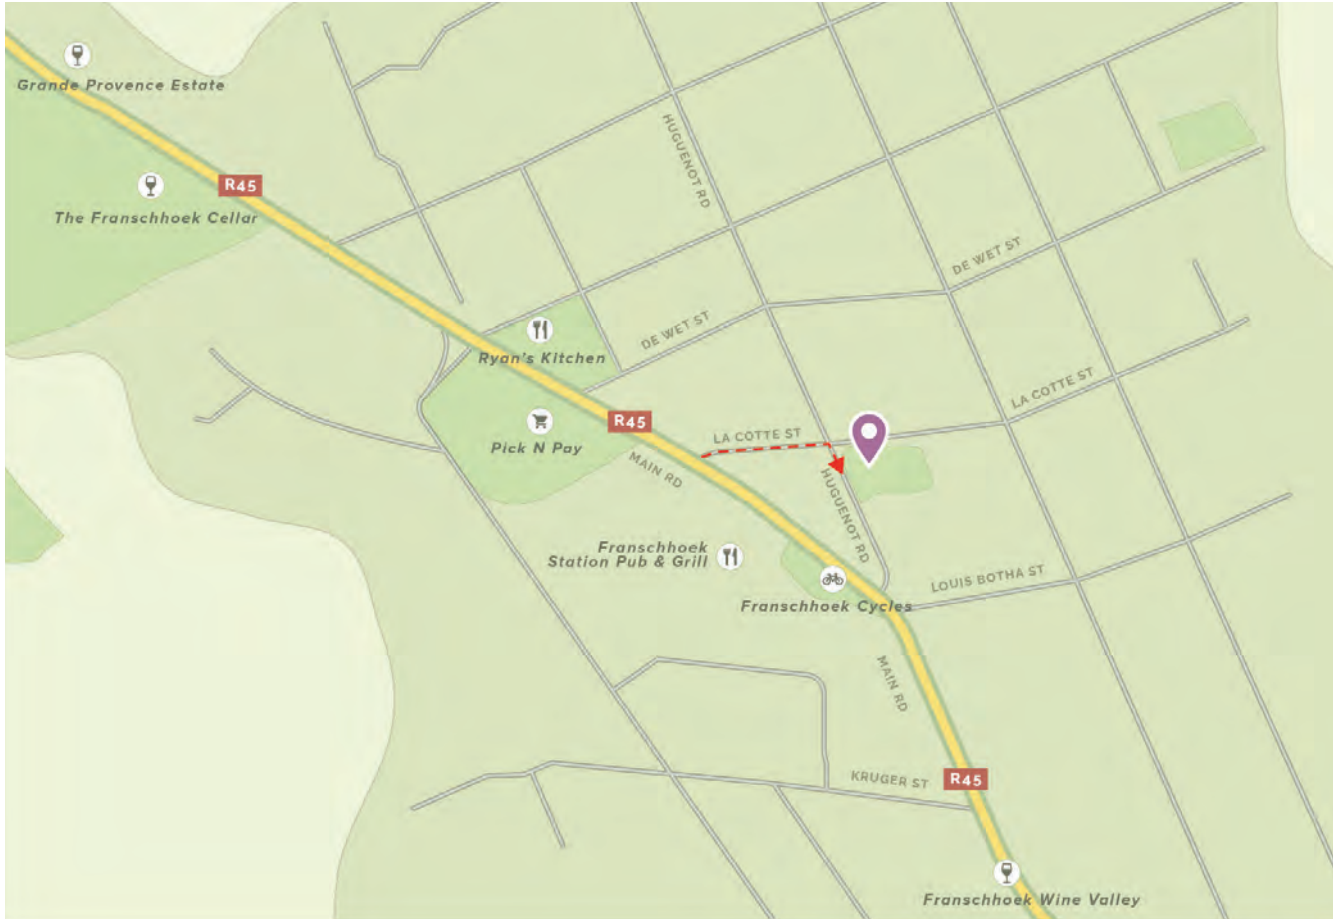 Grande Provence Estate
HUGUENOT RD
R45
The Franschhoek Cellar
DE WET ST
DE WET ST
Ryan's Kitchen
LA COTTE ST
R45
LA COTTE ST
Pick N Pay
MAIN RD
HUGUENOT RD
Franschhoek
Station Pub & Grill
LOUIS BOTHA ST
Franschhoek Cycles
MAIN RD
KRUGER ST
R45
Franschhoek Wine Valley